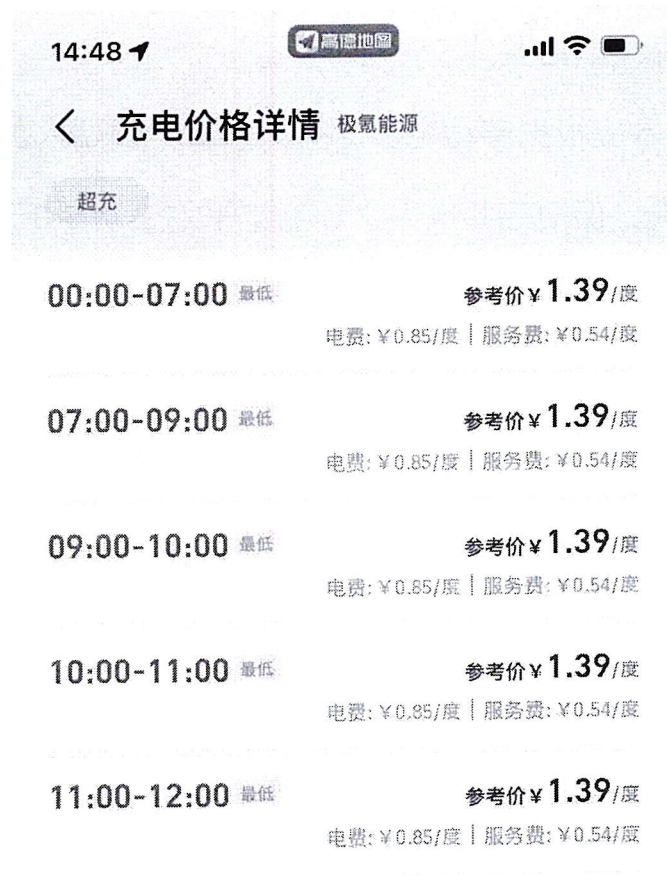 14:48
高德地图
充电价格详情 极氪能源
超充
00:00-07:00 最低 参考价¥1.39/度
电费: ¥0.85/度 | 服务费: ¥0.54/度
07:00-09:00 最低 参考价¥1.39/度
电费: ¥0.85/度 | 服务费: ¥0.54/度
09:00-10:00 最低 参考价¥1.39/度
电费: ¥0.85/度 | 服务费: ¥0.54/度
10:00-11:00 最低 参考价¥1.39/度
电费: ¥0.85/度 | 服务费: ¥0.54/度
11:00-12:00 最低 参考价¥1.39/度
电费: ¥0.85/度 | 服务费: ¥0.54/度